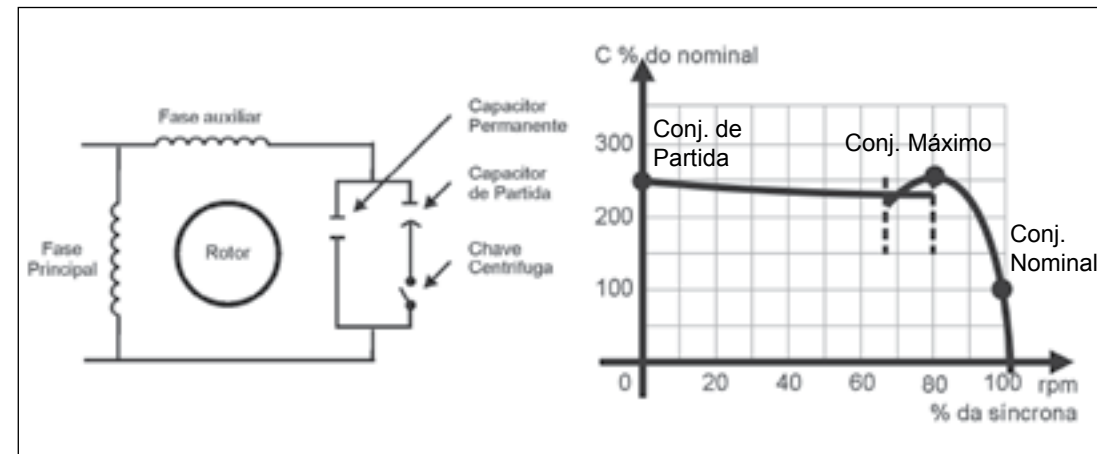 Fase auxiliar
Capacitor
Permanente
Capacitor
de Partida
Chave
Centrífuga
Fase
Principal
Rotor
C % do nominal
300
200
100
Conj. de
Partida
Conj. Máximo
Conj.
Nominal
0 20 40 60 80 100 rpm
% da síncrona